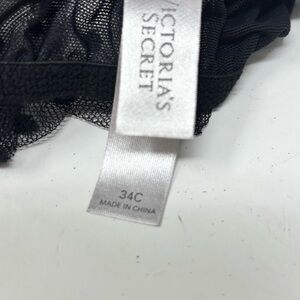 VICTORIA'S
SECRET
34C
MADE IN CHINA